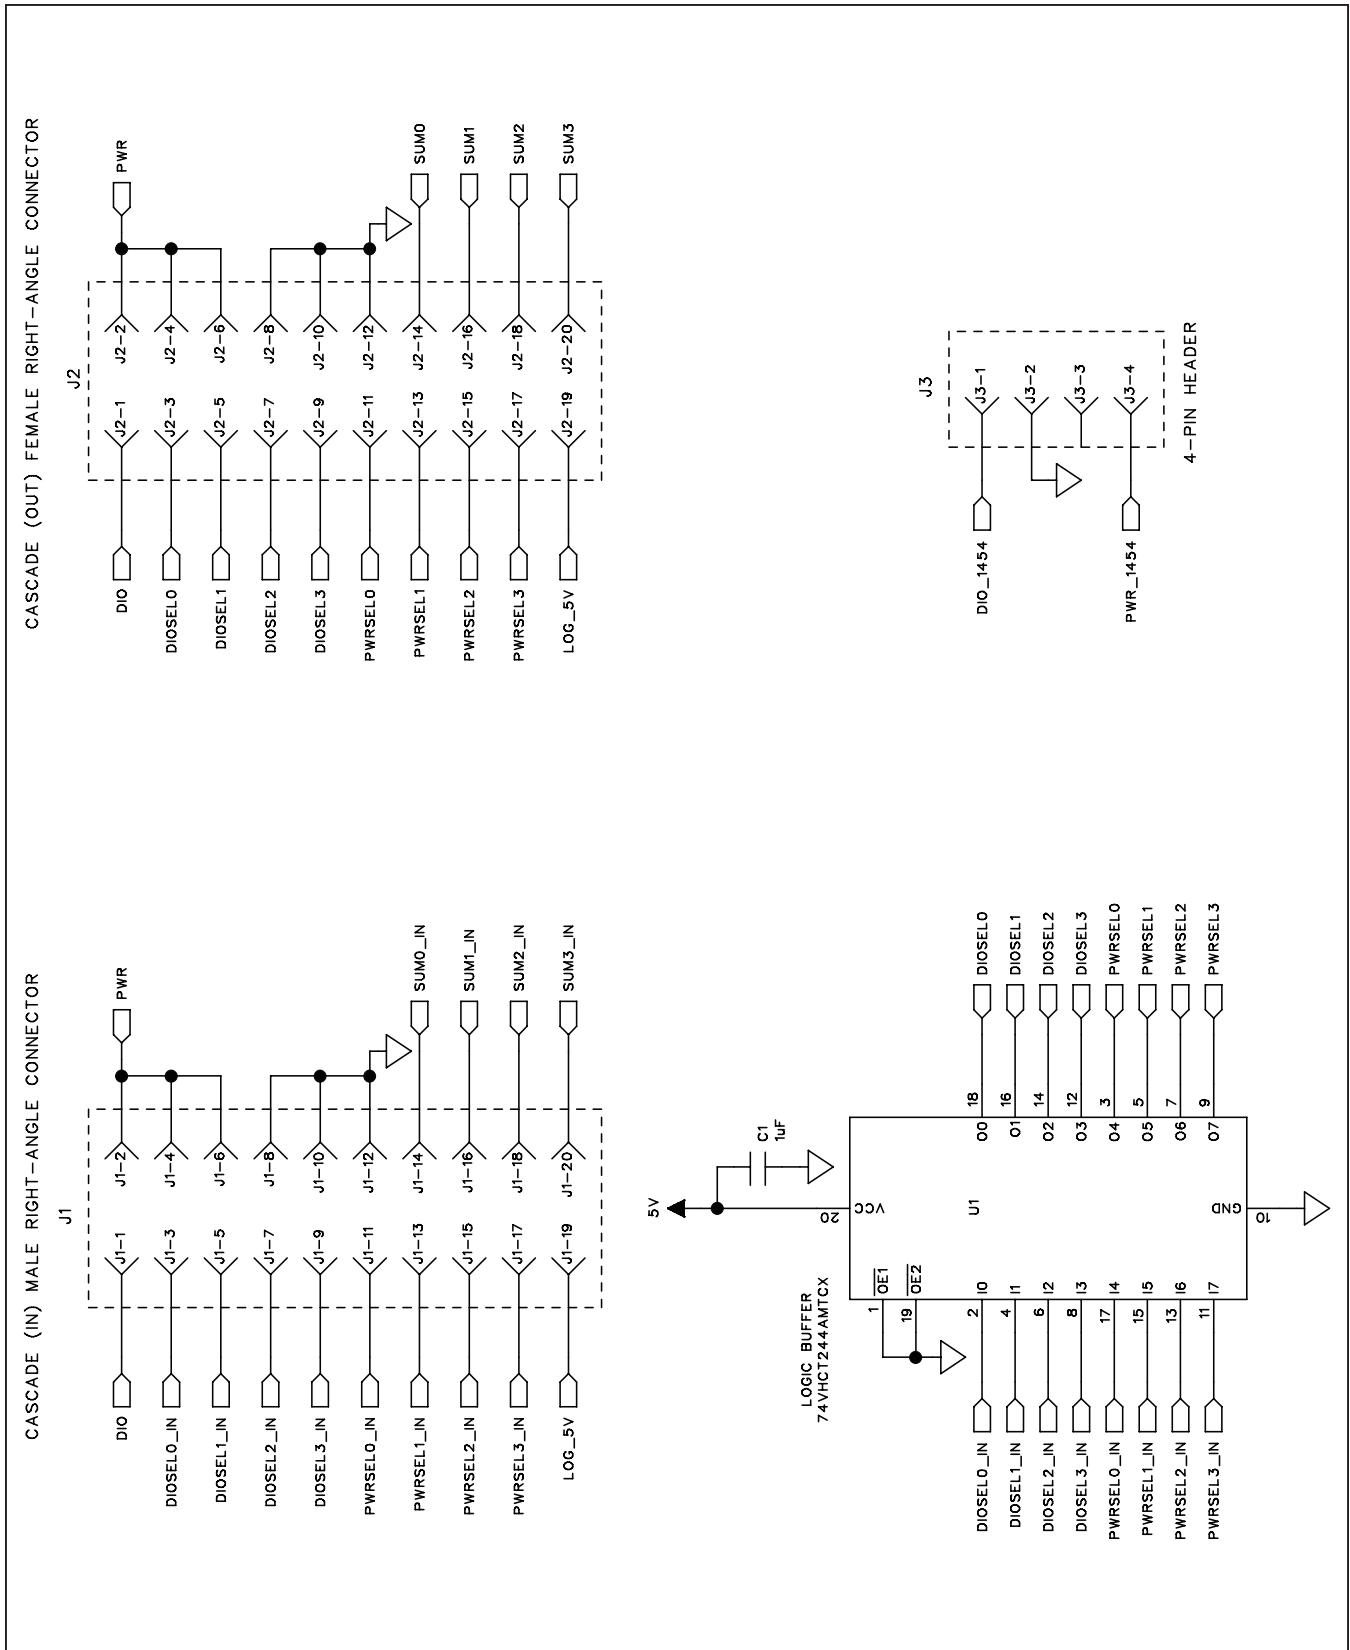 CASCADE (IN) MALE RIGHT-ANGLE CONNECTOR
J1
DIO
J1-1
J1-2
PWR
DIOSEL0_IN
J1-3
J1-4
DIOSEL1_IN
J1-5
J1-6
DIOSEL2_IN
J1-7
J1-8
DIOSEL3_IN
J1-9
J1-10
PWRSEL0_IN
J1-11
J1-12
PWRSEL1_IN
J1-13
J1-14
SUM0_IN
PWRSEL2_IN
J1-15
J1-16
SUM1_IN
PWRSEL3_IN
J1-17
J1-18
SUM2_IN
LOG_5V
J1-19
J1-20
SUM3_IN
CASCADE (OUT) FEMALE RIGHT-ANGLE CONNECTOR
J2
DIO
J2-1
J2-2
PWR
DIOSEL0
J2-3
J2-4
DIOSEL1
J2-5
J2-6
DIOSEL2
J2-7
J2-8
DIOSEL3
J2-9
J2-10
PWRSEL0
J2-11
J2-12
PWRSEL1
J2-13
J2-14
SUM0
PWRSEL2
J2-15
J2-16
SUM1
PWRSEL3
J2-17
J2-18
SUM2
LOG_5V
J2-19
J2-20
SUM3
5V
C1
1uF
LOGIC BUFFER
74VHCT244AMTCX
20
VCC
1
OE1
19
OE2
U1
DIOSEL0_IN
2
I0
O0
18
DIOSEL0
DIOSEL1_IN
4
I1
O1
16
DIOSEL1
DIOSEL2_IN
6
I2
O2
14
DIOSEL2
DIOSEL3_IN
8
I3
O3
12
DIOSEL3
PWRSEL0_IN
17
I4
O4
3
PWRSEL0
PWRSEL1_IN
15
I5
O5
5
PWRSEL1
PWRSEL2_IN
13
I6
O6
7
PWRSEL2
PWRSEL3_IN
11
I7
O7
9
PWRSEL3
GND
10
J3
DIO_1454
J3-1
J3-2
J3-3
PWR_1454
J3-4
4-PIN HEADER